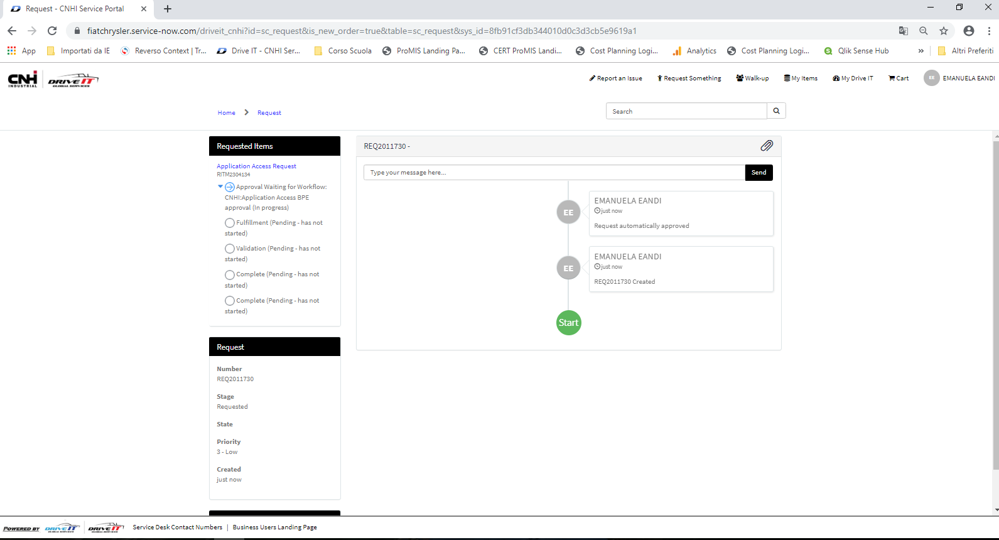 Request - CNHI Service Portal
fiatchrysler.service-now.com/driveit_cnhi?id=sc_request&is_new_order=true&table=sc_request&sys_id=8fb91cf3db344010d0c3d3cb5e9619a1
App Importati da IE Reverso Context | Tr... Drive IT - CNHI Ser... Corso Scuola ProMIS Landing Pa... CERT ProMIS Landi... Cost Planning Logi... Analytics Cost Planning Logi... Qlik Sense Hub » Altri Preferiti
CNHI INDUSTRIAL DRIVE IT GLOBAL SERVICES
Report an Issue Request Something Walk-up My Items My Drive IT Cart EE EMANUELA EANDI
Home Request
Search
Requested Items
Application Access Request
RITM2304134
Approval Waiting for Workflow:
CNHI:Application Access BPE
approval (In progress)
Fulfillment (Pending - has not
started)
Validation (Pending - has not
started)
Complete (Pending - has not
started)
Complete (Pending - has not
started)
Request
Number
REQ2011730
Stage
Requested
State
Priority
3 - Low
Created
just now
REQ2011730 -
Type your message here...
Send
EE
EMANUELA EANDI
just now
Request automatically approved
EE
EMANUELA EANDI
just now
REQ2011730 Created
Start
POWERED BY DRIVE IT GLOBAL SERVICES DRIVE IT GLOBAL SERVICES Service Desk Contact Numbers | Business Users Landing Page